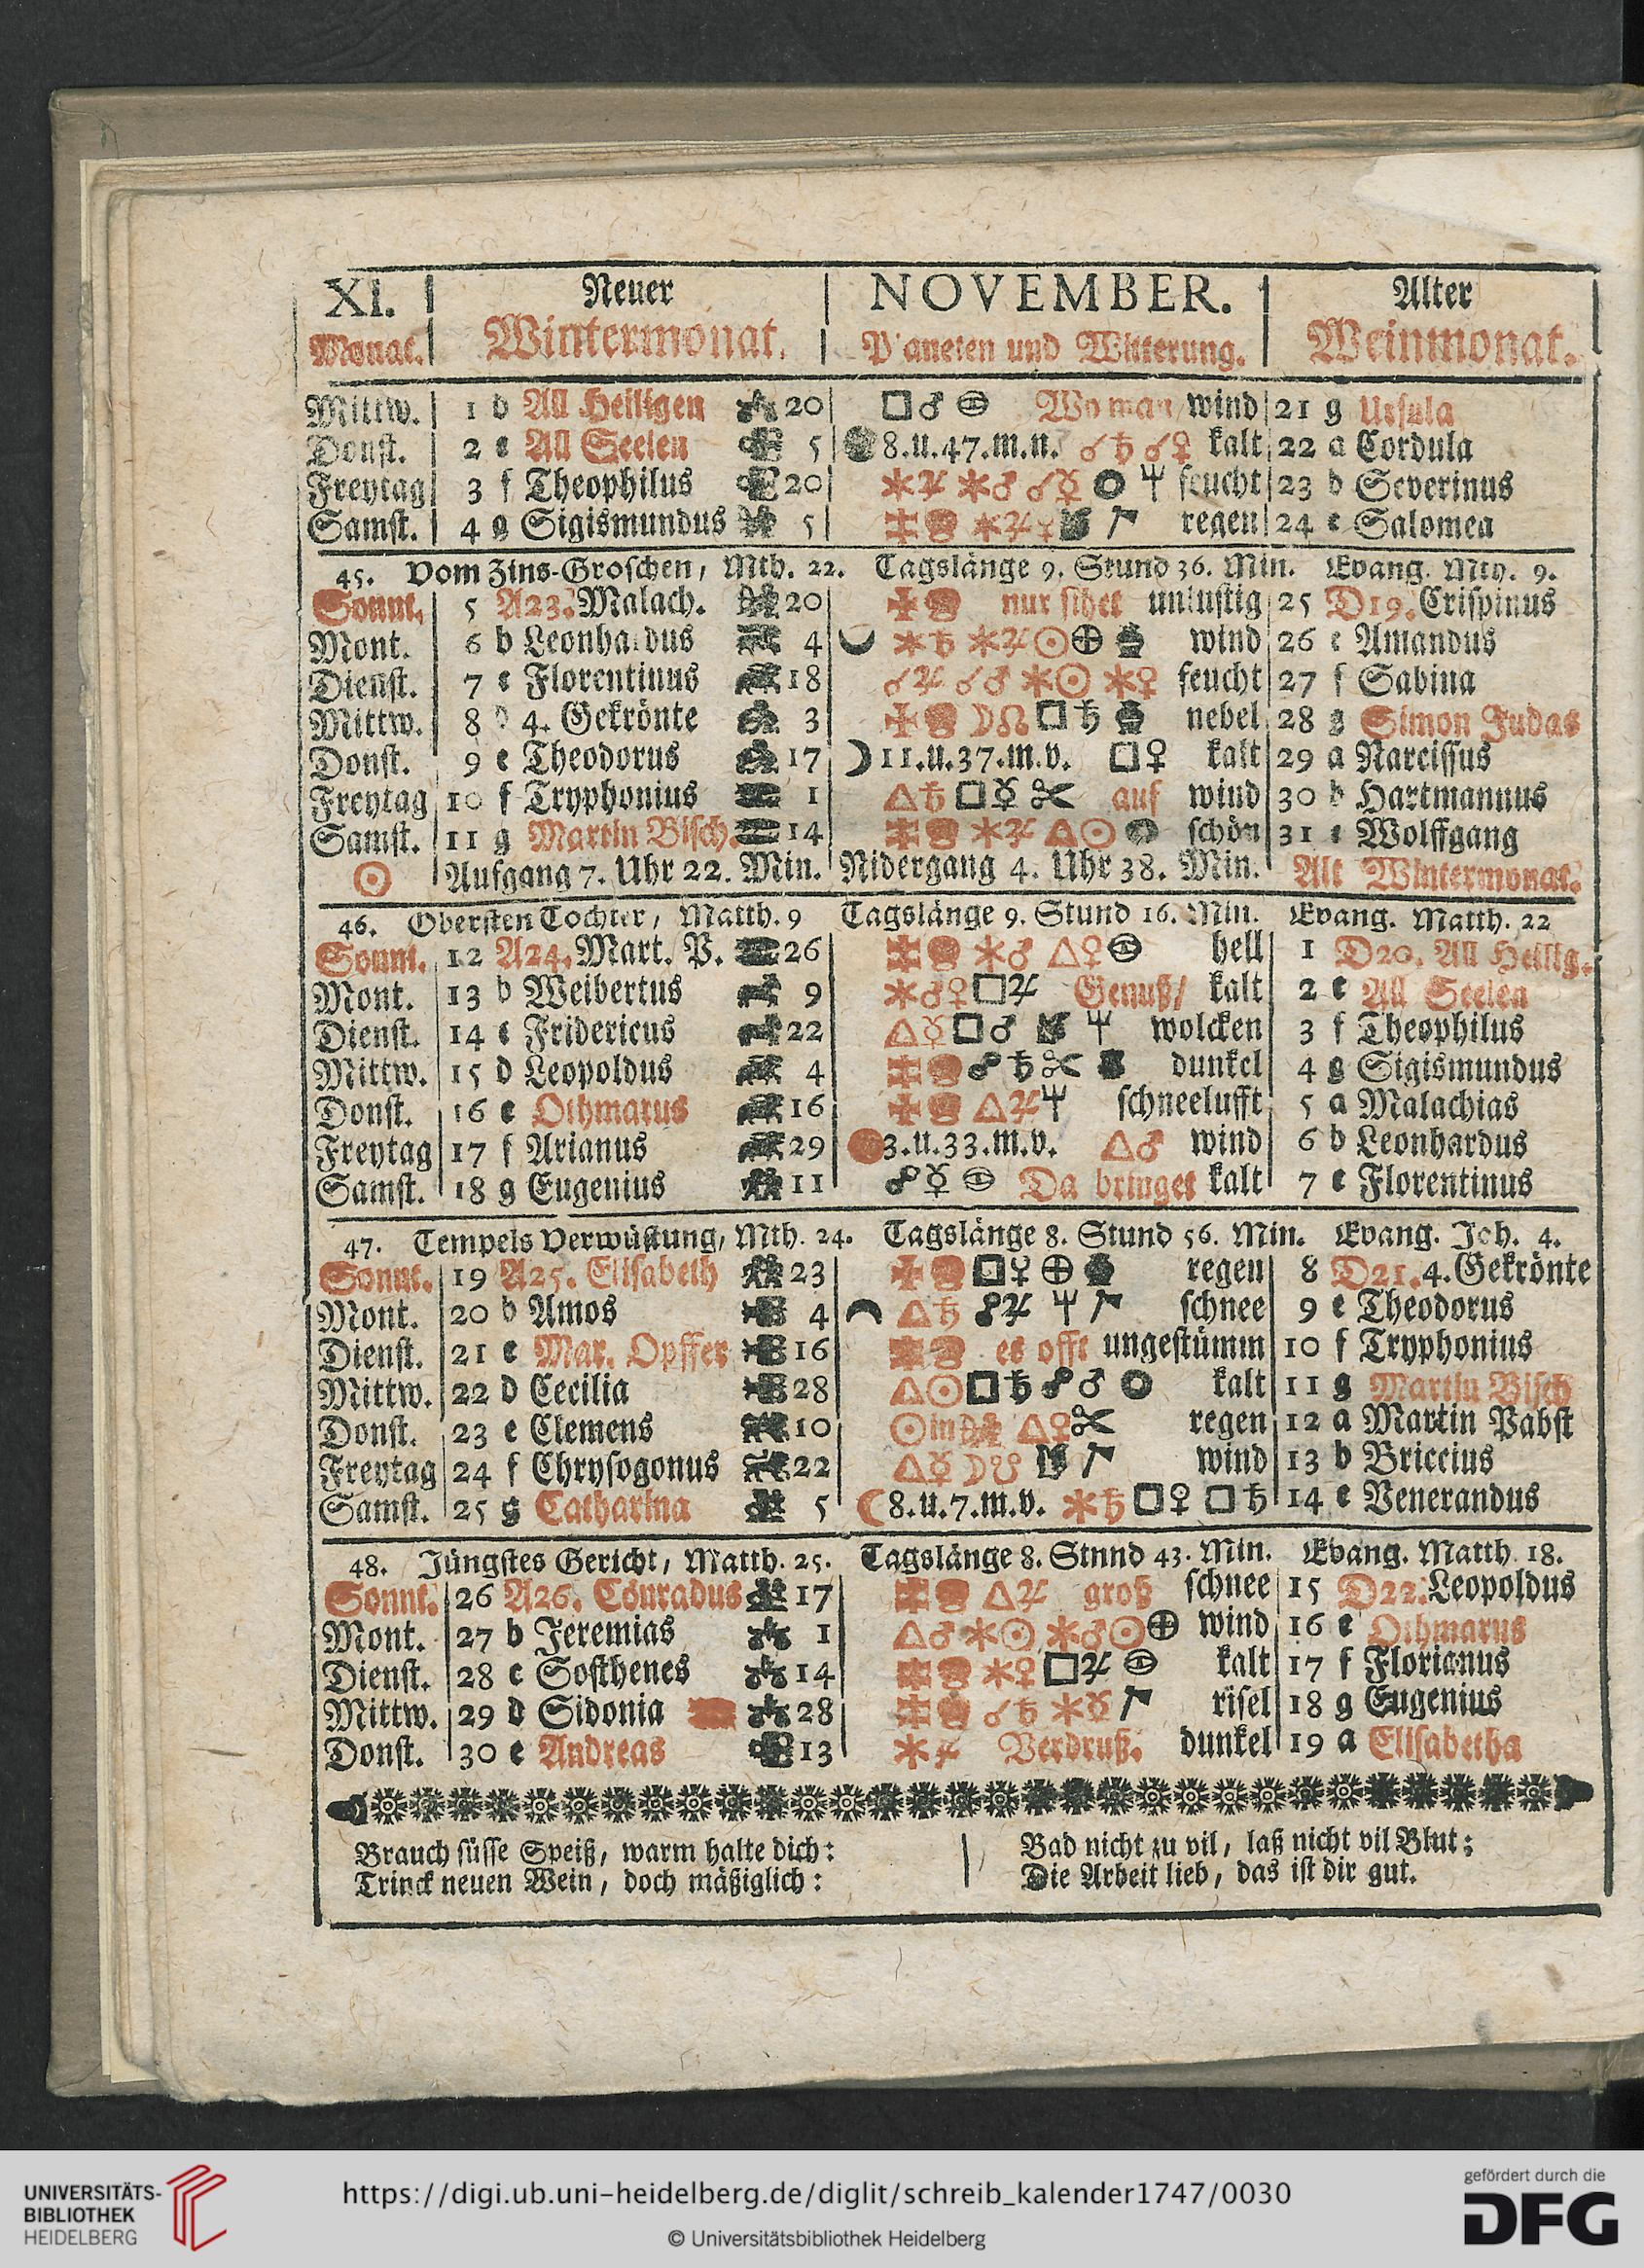 XI. Neuer NOVEMBER. Alter
Monat. Wintermonat. Planeten und Witterung. Weinmonat.
Mittw. 1 d All Heiligen 20 □♂ Wo man wind 21 g Ursula
Donst. 2 e All Seelen 5 8.u.47.m.n. ☌♄ ☌♀ kalt 22 a Cordula
Freytag 3 f Theophilus 20 ✶♃ ✶♂ ☌☿ feucht 23 b Severinus
Samst. 4 g Sigismundus 5 ✶♃♀ regen 24 c Salomea
45. Vom Zins-Groschen, Mth. 22. Tagslänge 9. Stund 36. Min. Evang. Mth. 9.
Sonnt. 5 A23. Malach. 20 nur sihet unlustig 25 D19. Crispinus
Mont. 6 b Leonhardus 4 ✶♄ ✶♃☉⊕ wind 26 e Amandus
Dienst. 7 c Florentinus 18 ☌♃ ☌♂ ✶☉ ✶♀ feucht 27 f Sabina
Mittw. 8 d 4. Gekrönte 3 ☽☊□♄ nebel 28 g Simon Judas
Donst. 9 e Theodorus 17 ☽11.u.37.m.v. □♀ kalt 29 a Narcissus
Freytag 10 f Tryphonius 1 △♄□☿✂ auf wind 30 b Hartmannus
Samst. 11 g Martin Bisch. 14 ✶♃ △☉ schön 31 c Wolffgang
☉ Aufgang 7. Uhr 22. Min. Nidergang 4. Uhr 38. Min. Alt Wintermonat.
46. Obersten Tochter, Matth. 9 Tagslänge 9. Stund 16. Min. Evang. Matth. 22
Sonnt. 12 A24. Mart. P. 26 ✶♂ △♀ hell 1 D20. All Heilig.
Mont. 13 b Weibertus 9 ✶♂♀□♃ Genuß/ kalt 2 e All Seelen
Dienst. 14 c Fridericus 22 △☿□♂ wolcken 3 f Theophilus
Mittw. 15 d Leopoldus 4 ☍♄✂ dunkel 4 g Sigismundus
Donst. 16 e Othmarus 16 △♃ schneelufft 5 a Malachias
Freytag 17 f Arianus 29 3.u.33.m.v. △♂ wind 6 b Leonhardus
Samst. 18 g Eugenius 11 ☍☿ Da bringet kalt 7 c Florentinus
47. Tempels Verwüstung, Mth. 24. Tagslänge 8. Stund 56. Min. Evang. Joh. 4.
Sonnt. 19 A25. Elisabeth 23 □☿⊕ regen 8 D21. 4. Gekrönte
Mont. 20 b Amos 4 △♄ ☍♃ schnee 9 e Theodorus
Dienst. 21 c Mar. Opffer 16 es offt ungestümm 10 f Tryphonius
Mittw. 22 d Cecilia 28 △☉□♄ ☍♂ kalt 11 g Martin Bisch
Donst. 23 e Clemens 10 ☉in △♀✂ regen 12 a Martin Pabst
Freytag 24 f Chrysogonus 22 △☿☽☋ wind 13 b Briccius
Samst. 25 g Catharina 5 ☾8.u.7.m.v. ✶♄□♀ □♄ 14 c Venerandus
48. Jüngstes Gericht, Matth. 25. Tagslänge 8. Stnnd 43. Min. Evang. Matth. 18.
Sonnt. 26 A26. Conradus 17 △♃ groß schnee 15 D22. Leopoldus
Mont. 27 b Jeremias 1 △♂ ✶☉ ✶♂☉⊕ wind 16 e Othmarus
Dienst. 28 c Sosthenes 14 ✶♀ □♃ kalt 17 f Florianus
Mittw. 29 d Sidonia 28 ☌♄ ✶☿ risel 18 g Eugenius
Donst. 30 e Andreas 13 ✶♃ Verdruß. dunkel 19 a Elisabetha
Brauch süsse Speiß, warm halte dich:
Trinck neuen Wein, doch mäßiglich:
Bad nicht zu vil, laß nicht vil Blut;
Die Arbeit lieb, das ist dir gut.
UNIVERSITÄTS-
BIBLIOTHEK
HEIDELBERG
https://digi.ub.uni-heidelberg.de/diglit/schreib_kalender1747/0030
© Universitätsbibliothek Heidelberg
gefördert durch die
DFG